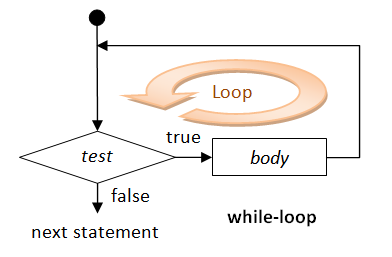 Loop
true
test
body
false
while-loop
next statement